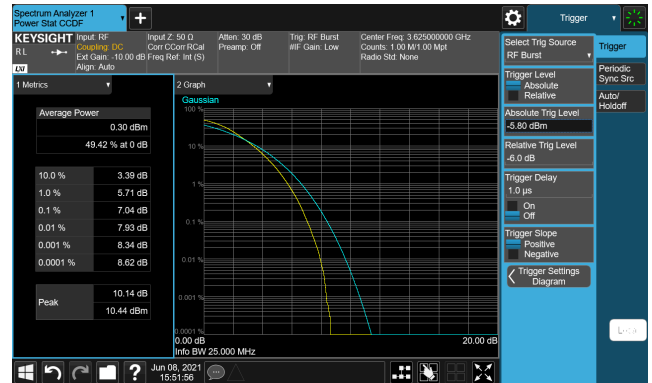 Spectrum Analyzer 1
Power Stat CCDF
Trigger
KEYSIGHT
Input: RF
Coupling: DC
Ext Gain: -10.00 dB
Align: Auto
Input Z: 50 Ω
Corr CCorr RCal
Freq Ref: Int (S)
Atten: 30 dB
Preamp: Off
Trig: RF Burst
#IF Gain: Low
Center Freq: 3.625000000 GHz
Counts: 1.00 M/1.00 Mpt
Radio Std: None
R L
LXI
1 Metrics
Average Power
0.30 dBm
49.42 % at 0 dB
10.0 % 3.39 dB
1.0 % 5.71 dB
0.1 % 7.04 dB
0.01 % 7.93 dB
0.001 % 8.34 dB
0.0001 % 8.62 dB
Peak
10.14 dB
10.44 dBm
2 Graph
Gaussian
100 %
10 %
1 %
0.1 %
0.01 %
0.001 %
0.0001 %
0.00 dB
20.00 dB
Info BW 25.000 MHz
Select Trig Source
RF Burst
Trigger Level
Absolute
Relative
Absolute Trig Level
-5.80 dBm
Relative Trig Level
-6.0 dB
Trigger Delay
1.0 µs
On
Off
Trigger Slope
Positive
Negative
Trigger Settings
Diagram
Trigger
Periodic
Sync Src
Auto/
Holdoff
Jun 08, 2021
15:51:56